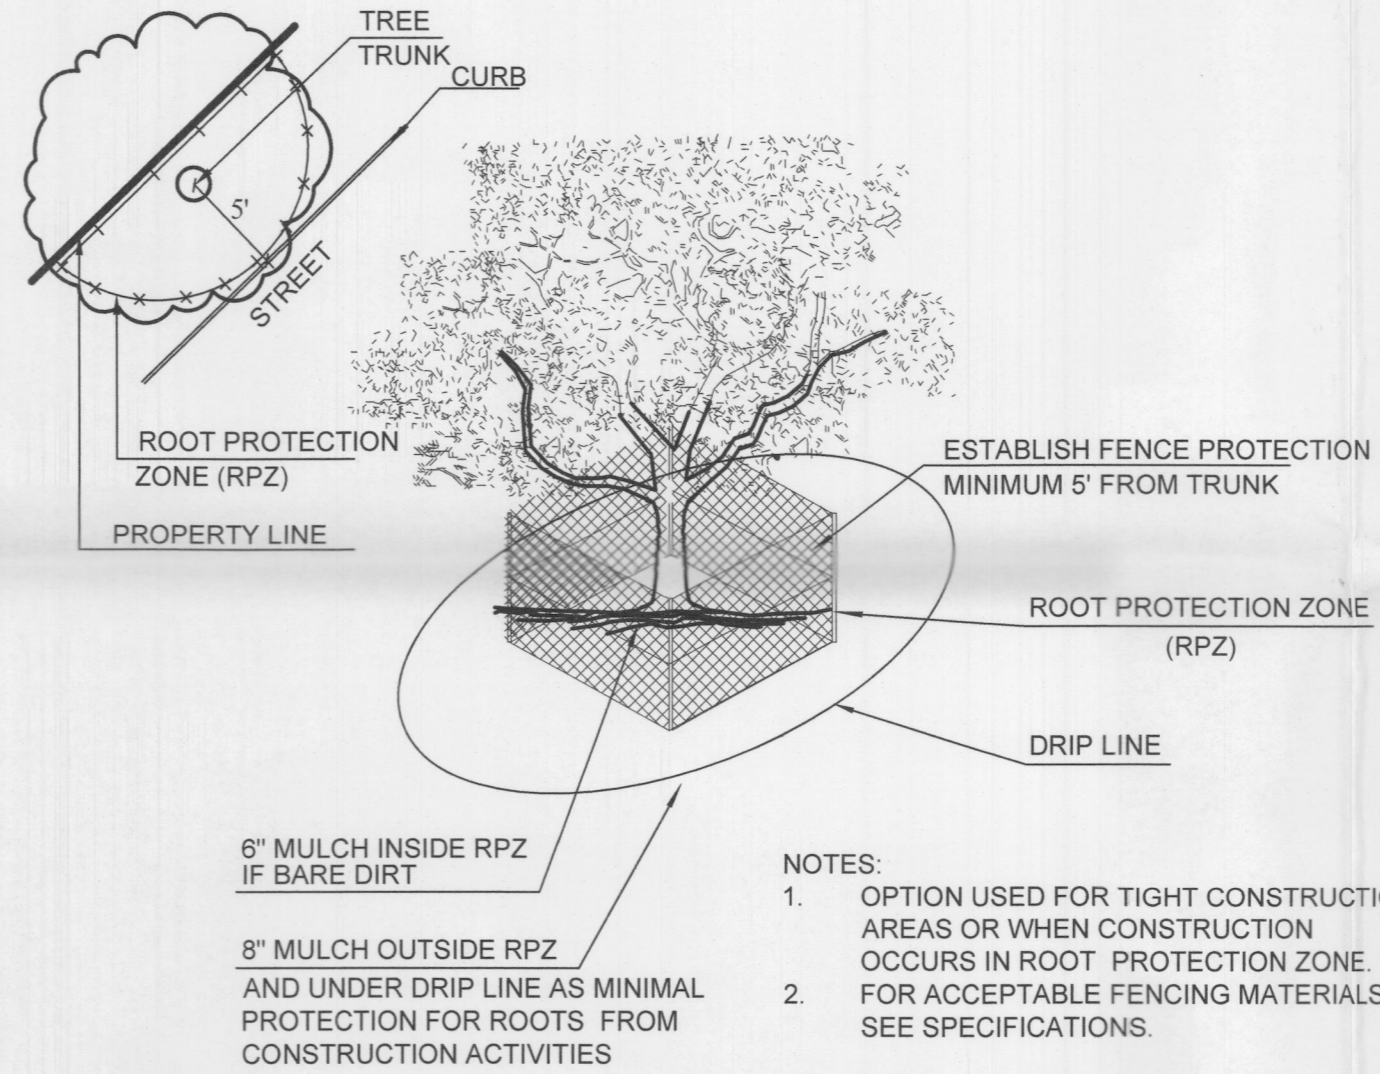 TREE
TRUNK
CURB
5'
STREET
ROOT PROTECTION
ZONE (RPZ)
PROPERTY LINE
ESTABLISH FENCE PROTECTION
MINIMUM 5' FROM TRUNK
ROOT PROTECTION ZONE
(RPZ)
DRIP LINE
6" MULCH INSIDE RPZ
IF BARE DIRT
8" MULCH OUTSIDE RPZ
AND UNDER DRIP LINE AS MINIMAL
PROTECTION FOR ROOTS FROM
CONSTRUCTION ACTIVITIES
NOTES:
1. OPTION USED FOR TIGHT
AREAS OR WHEN CONSTRUCTION
OCCURS IN ROOT PROTECTION ZONE.
2. FOR ACCEPTABLE FENCING MATERIALS
SEE SPECIFICATIONS.